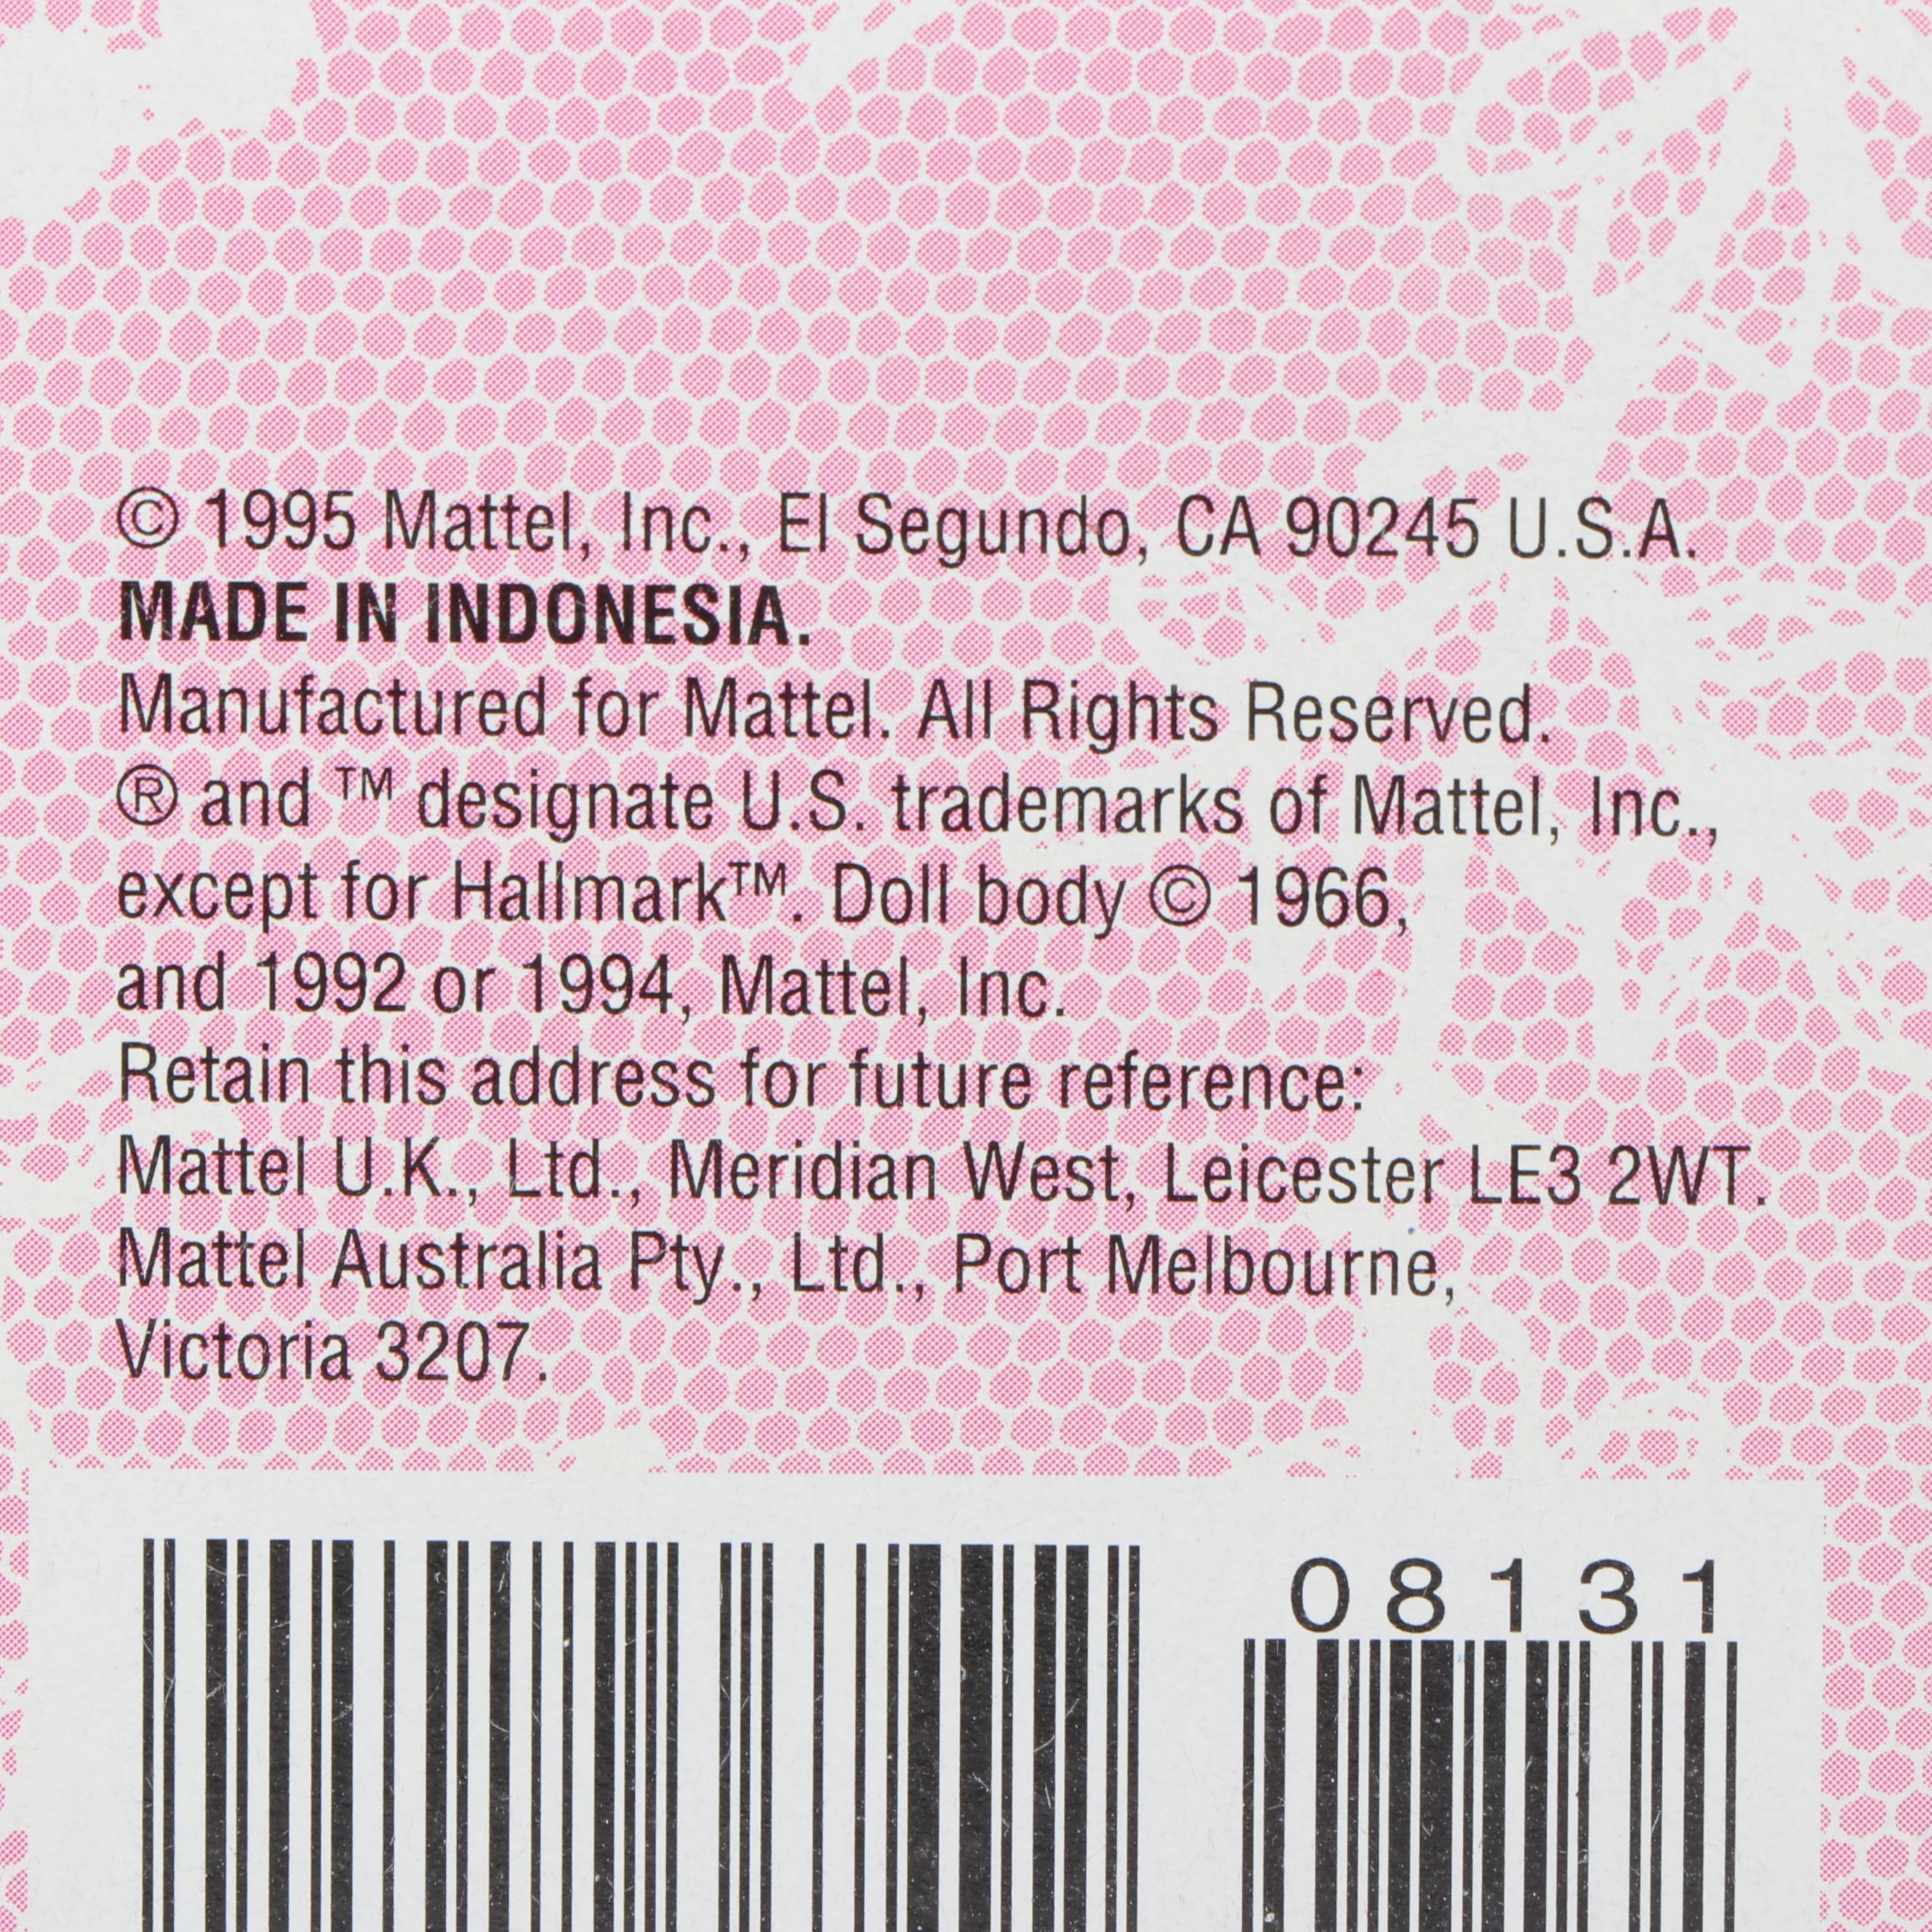 © 1995 Mattel, Inc., El Segundo, CA 90245 U.S.A.
MADE IN INDONESIA.
Manufactured for Mattel. All Rights Reserved.
® and ™ designate U.S. trademarks of Mattel, Inc.,
except for Hallmark™. Doll body © 1966,
and 1992 or 1994, Mattel, Inc.
Retain this address for future reference:
Mattel U.K., Ltd., Meridian West, Leicester LE3 2WT.
Mattel Australia Pty., Ltd., Port Melbourne,
Victoria 3207.
08131